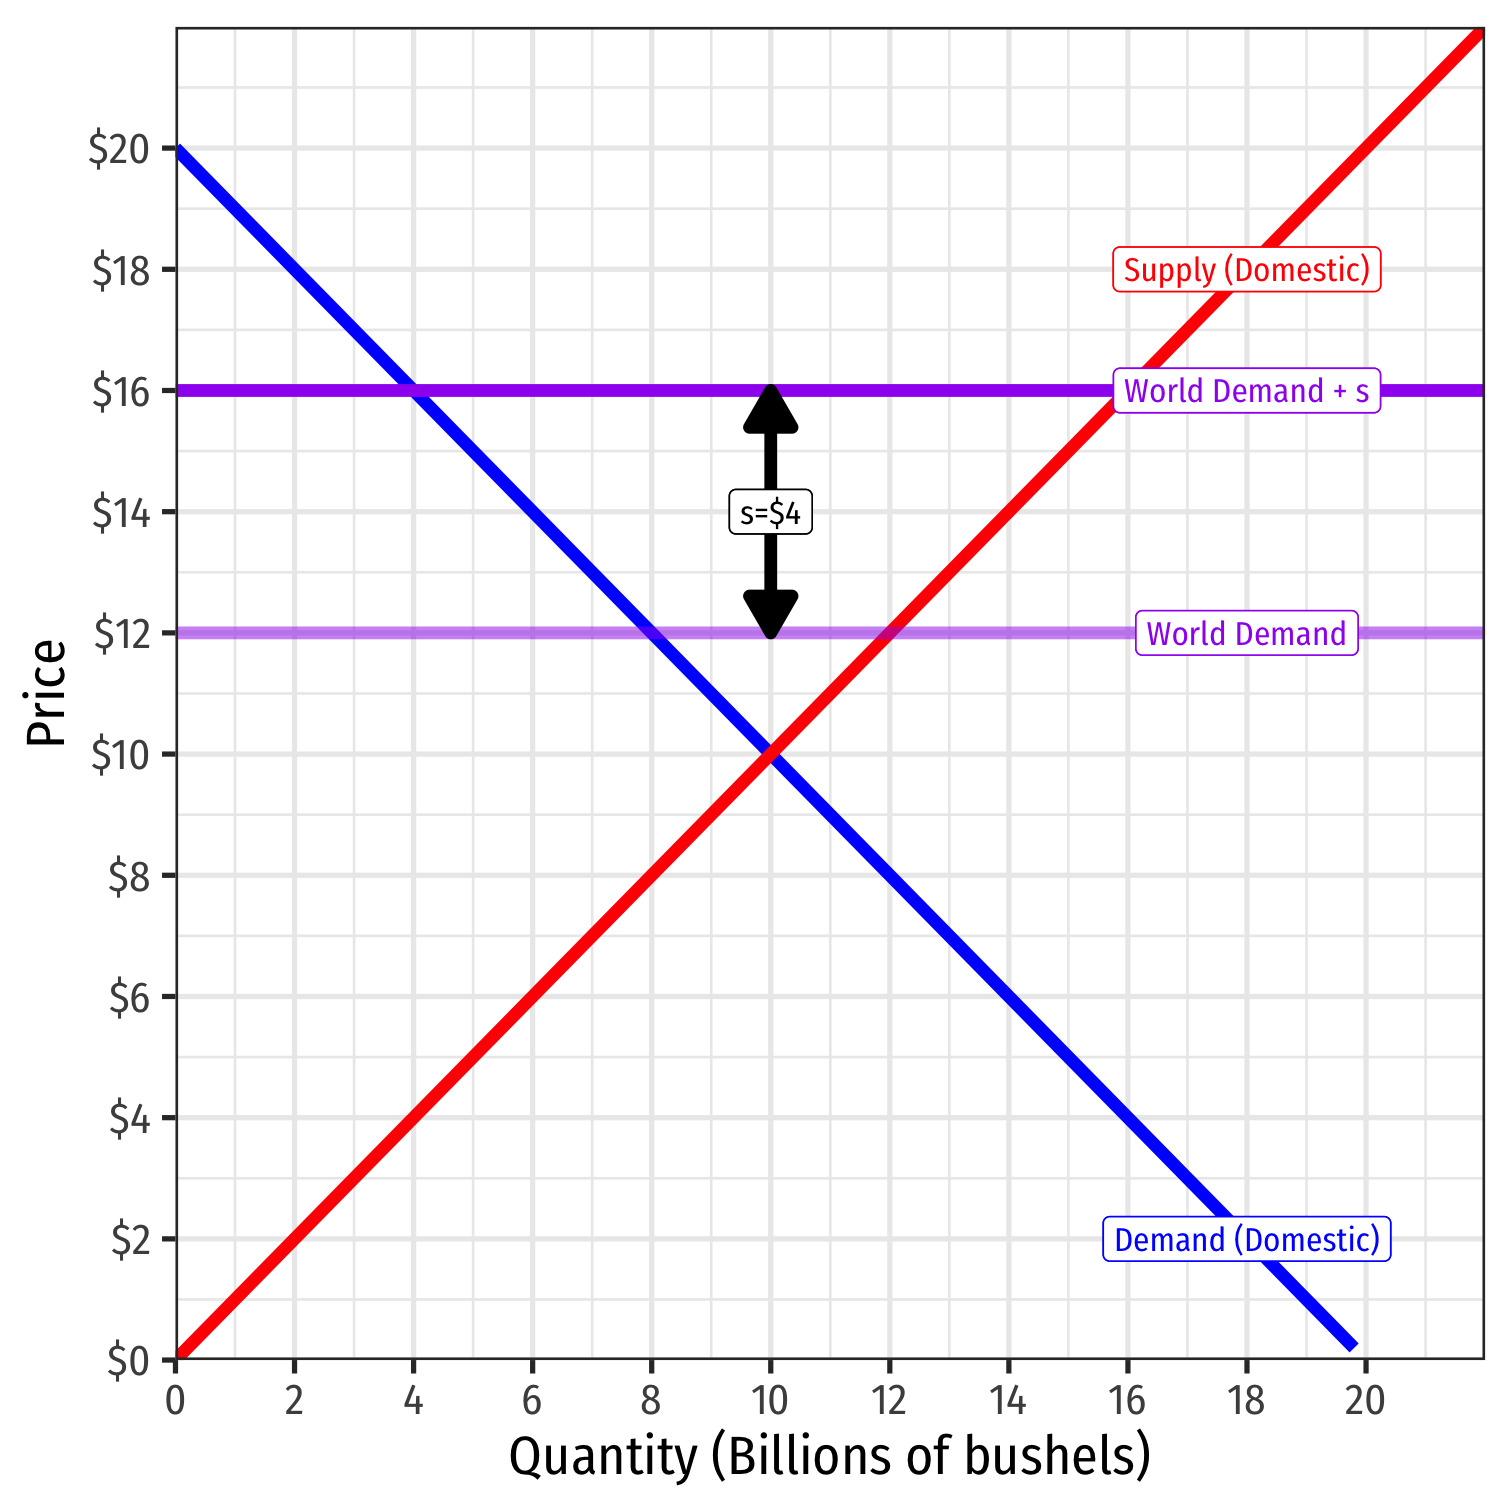 $20
$18
Supply (Domestic)
$16
World Demand + s
$14
s=$4
$12
World Demand
Price
$10
$8
$6
$4
$2
Demand (Domestic)
$0
0 2 4 6 8 10 12 14 16 18 20
Quantity (Billions of bushels)